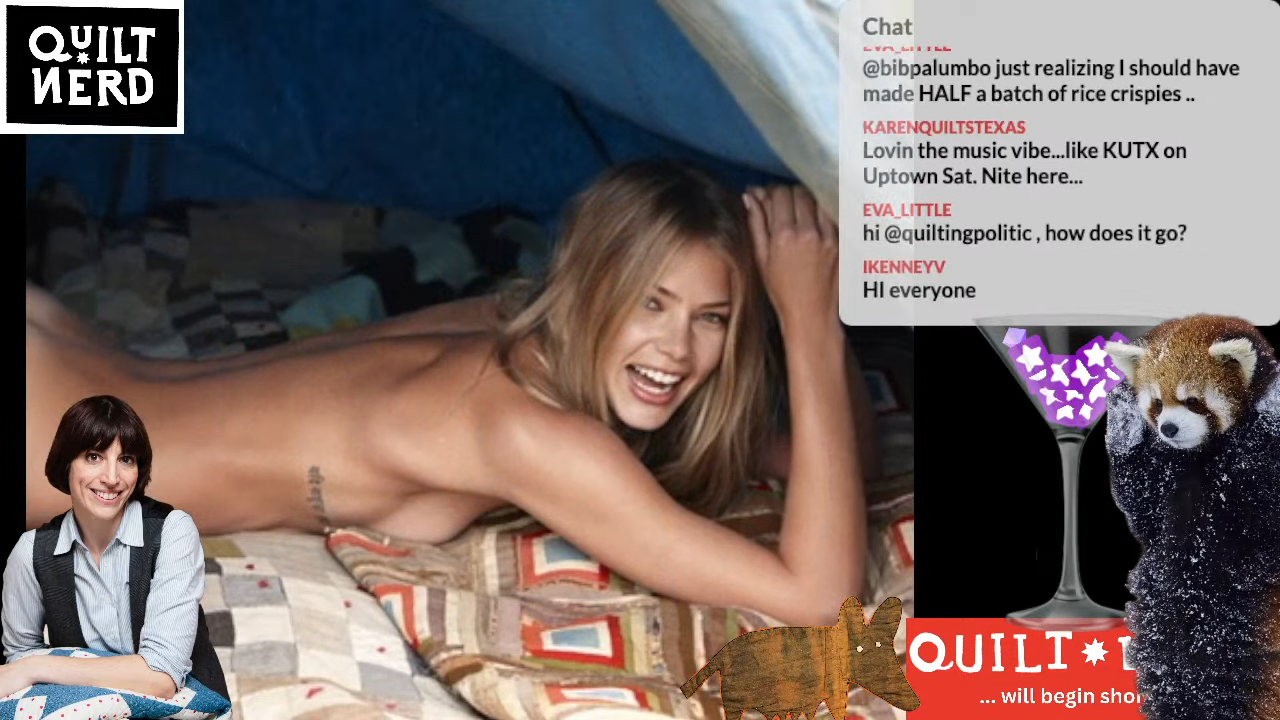 QUILT
NERD
Chat
EVA_LITTLE
@bibpalumbo just realizing I should have
made HALF a batch of rice crispies ..
KARENQUILTSTEXAS
Lovin the music vibe...like KUTX on
Uptown Sat. Nite here...
EVA_LITTLE
hi @quiltingpolitic , how does it go?
IKENNEYV
HI everyone
QUILT
... will begin